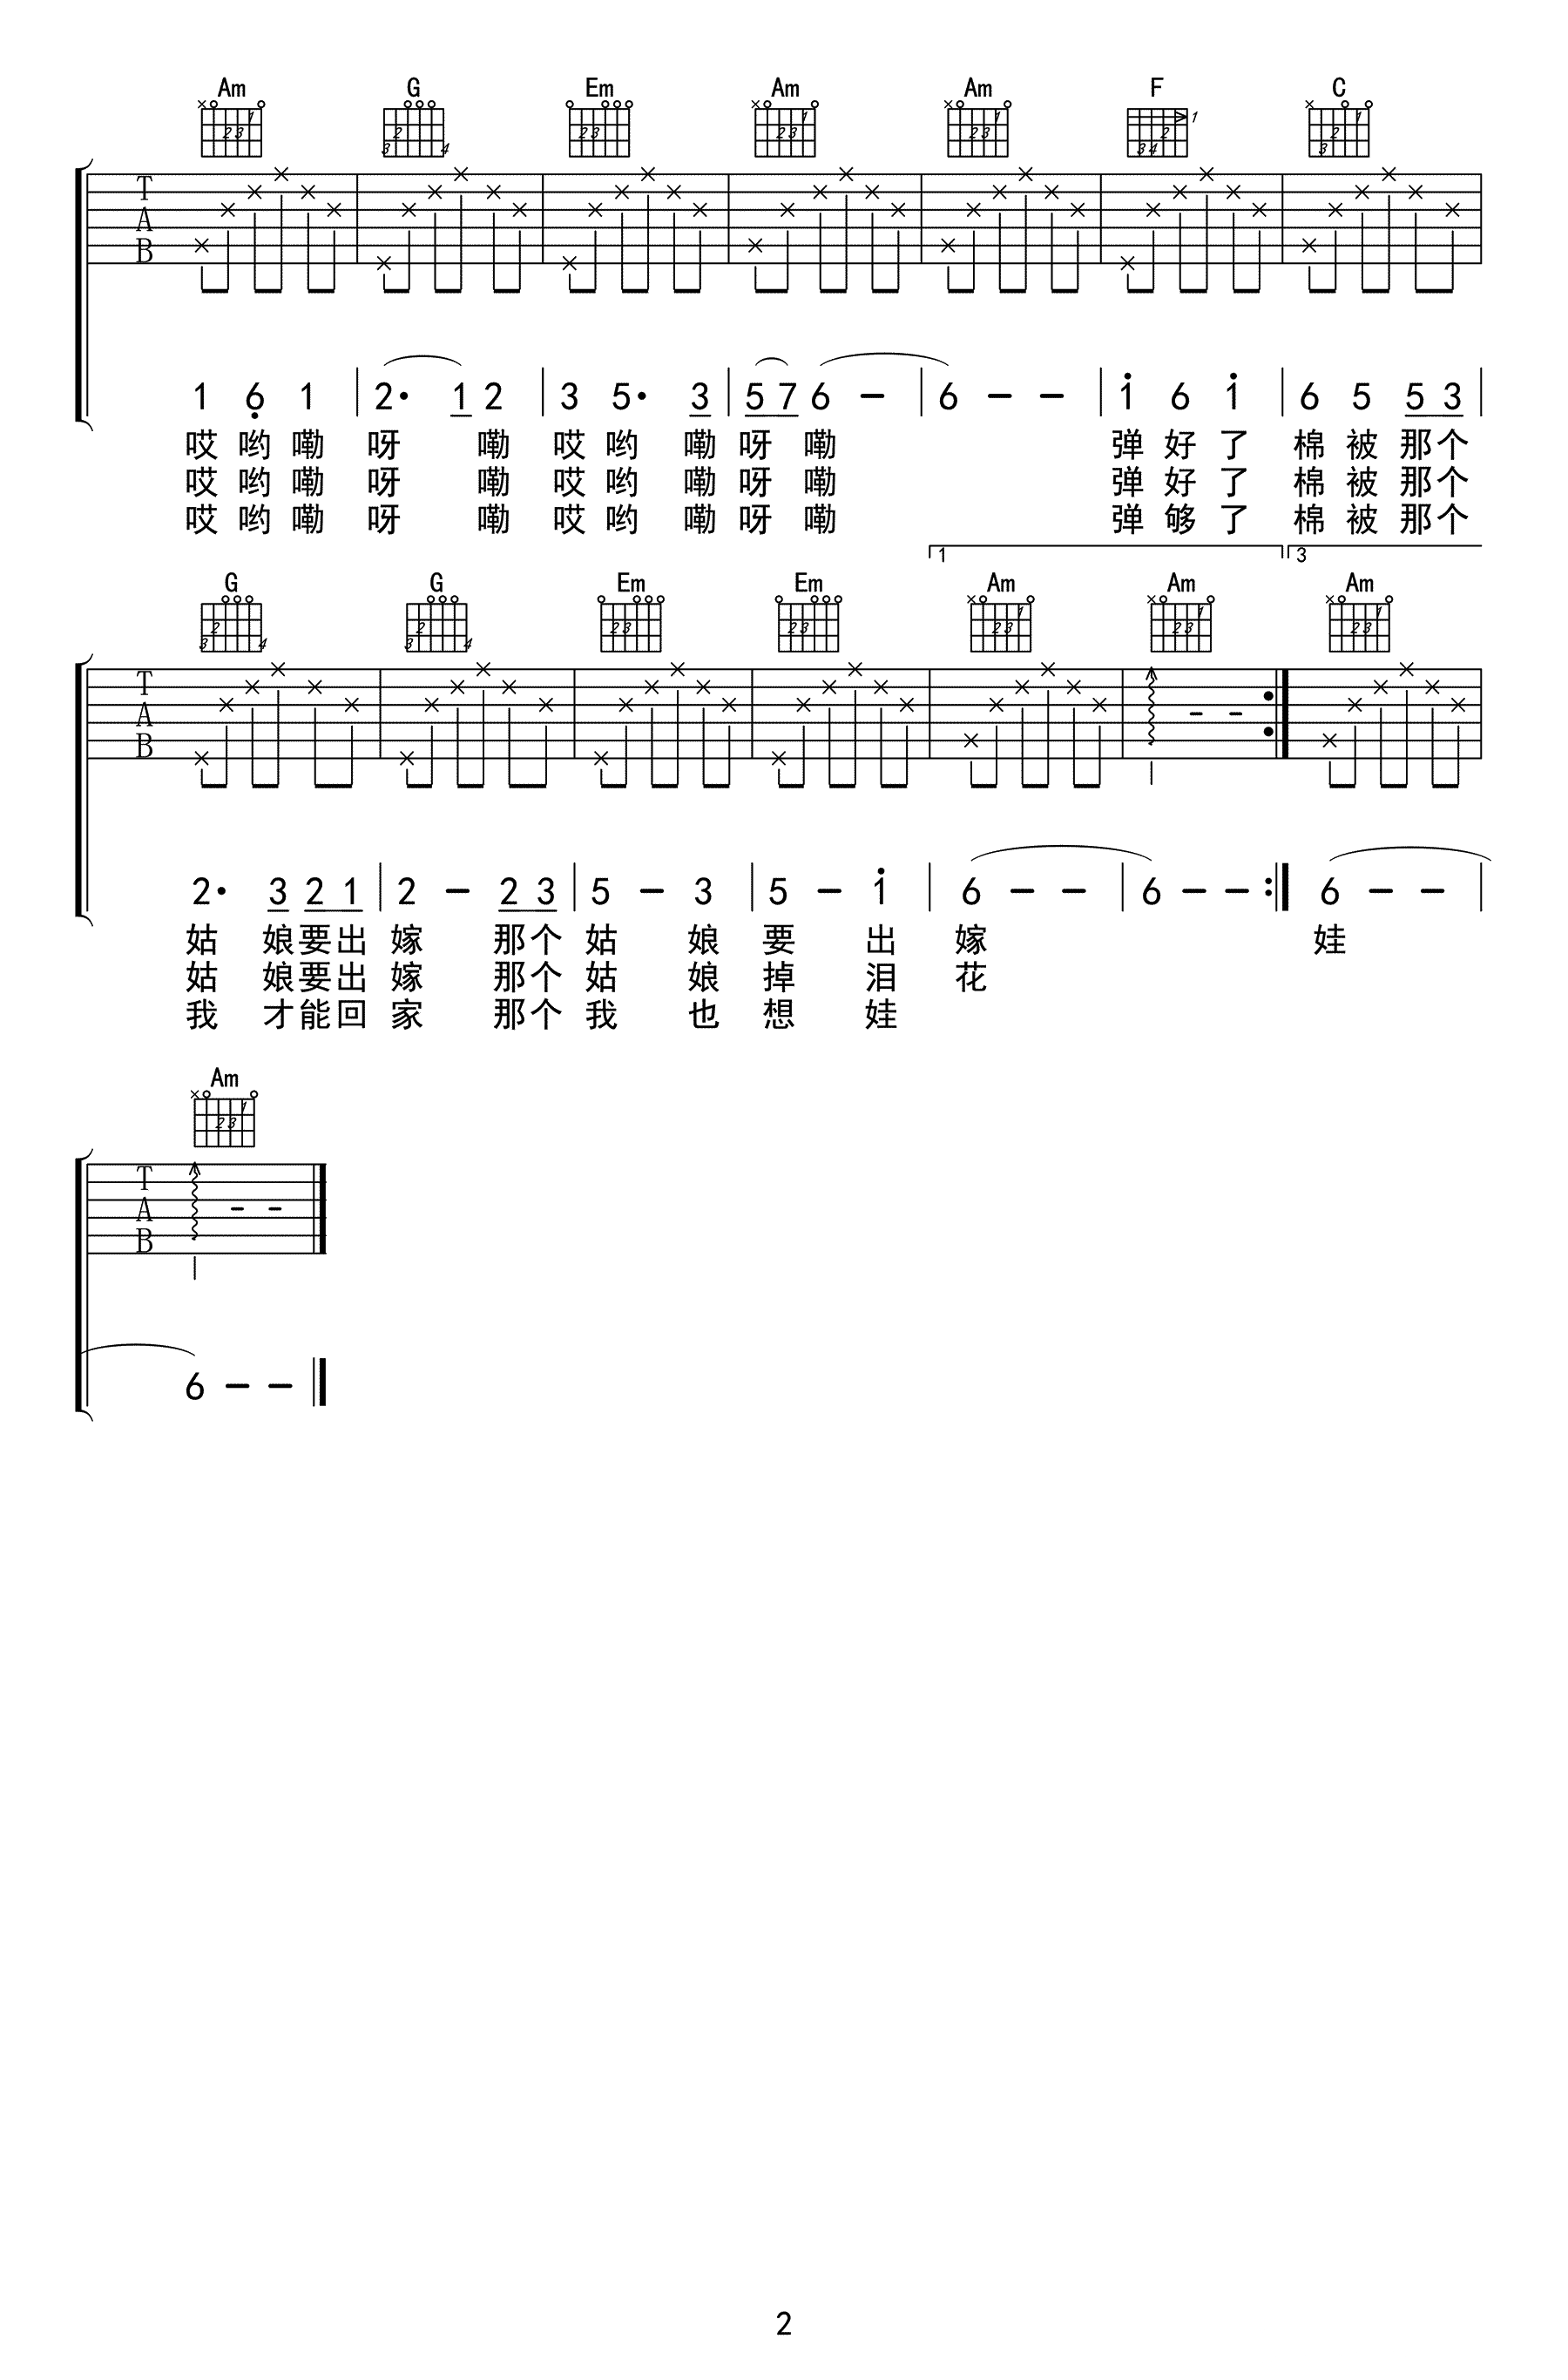 Am G Em Am Am F C
T A B
1 6 1 2· 1 2 3 5· 3 5 7 6 - 6 - - 1 6 1 6 5 5 3
哎 哟 嘞 呀 嘞 哎 哟 嘞 呀 嘞 弹 好 了 棉 被 那 个
哎 哟 嘞 呀 嘞 哎 哟 嘞 呀 嘞 弹 好 了 棉 被 那 个
哎 哟 嘞 呀 嘞 哎 哟 嘞 呀 嘞 弹 够 了 棉 被 那 个
1 3
G G Em Em Am Am Am
T A B
2· 3 2 1 2 - 2 3 5 - 3 5 - 1 6 - - 6 - - 6 - -
姑 娘 要 出 嫁 那 个 姑 娘 要 出 嫁 娃
姑 娘 要 出 嫁 那 个 姑 娘 掉 泪 花
我 才 能 回 家 那 个 我 也 想 娃
Am
T A B
6 - -
2